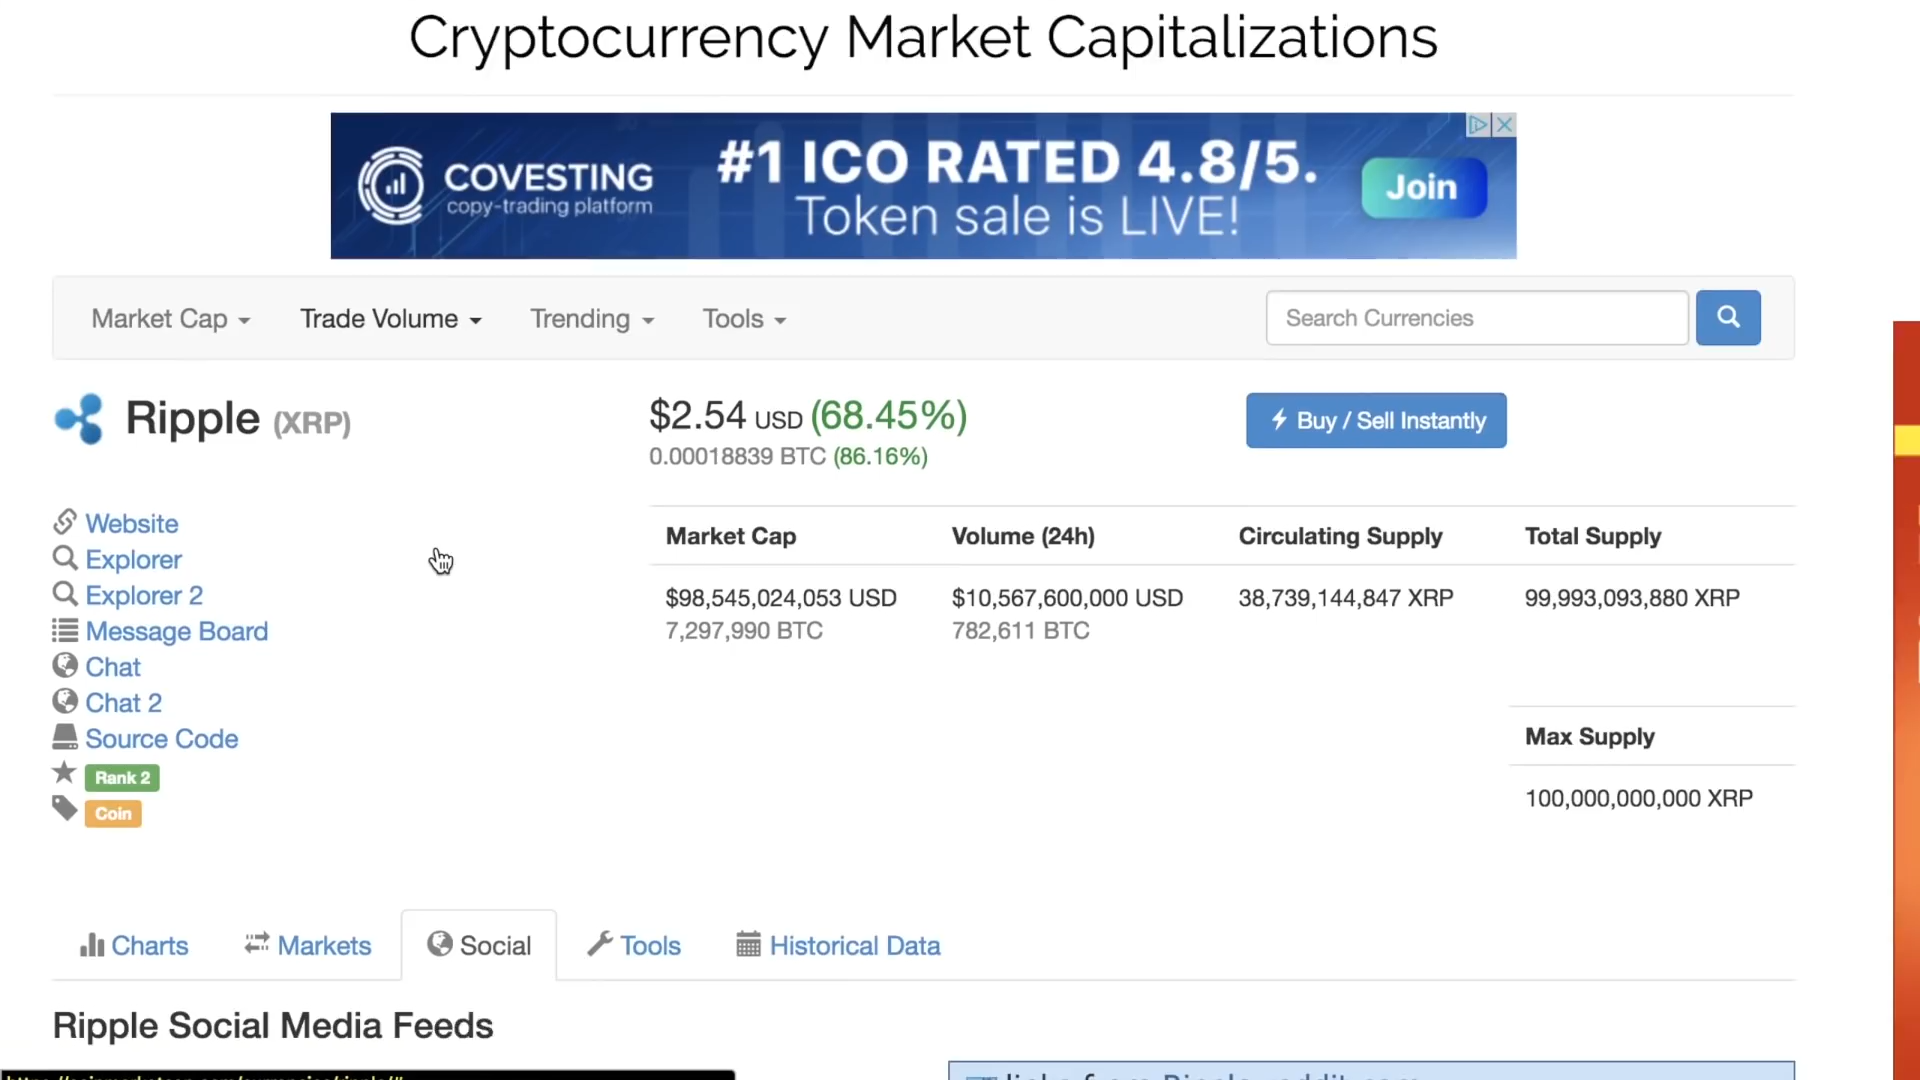 Cryptocurrency Market Capitalizations
COVESTING
copy-trading platform
#1 ICO RATED 4.8/5.
Token sale is LIVE!
Join
Market Cap
Trade Volume
Trending
Tools
Search Currencies
Ripple (XRP)
$2.54 USD (68.45%)
0.00018839 BTC (86.16%)
Buy / Sell Instantly
Website
Explorer
Explorer 2
Message Board
Chat
Chat 2
Source Code
Rank 2
Coin
Market Cap
Volume (24h)
Circulating Supply
Total Supply
$98,545,024,053 USD
7,297,990 BTC
$10,567,600,000 USD
782,611 BTC
38,739,144,847 XRP
99,993,093,880 XRP
Max Supply
100,000,000,000 XRP
Charts
Markets
Social
Tools
Historical Data
Ripple Social Media Feeds